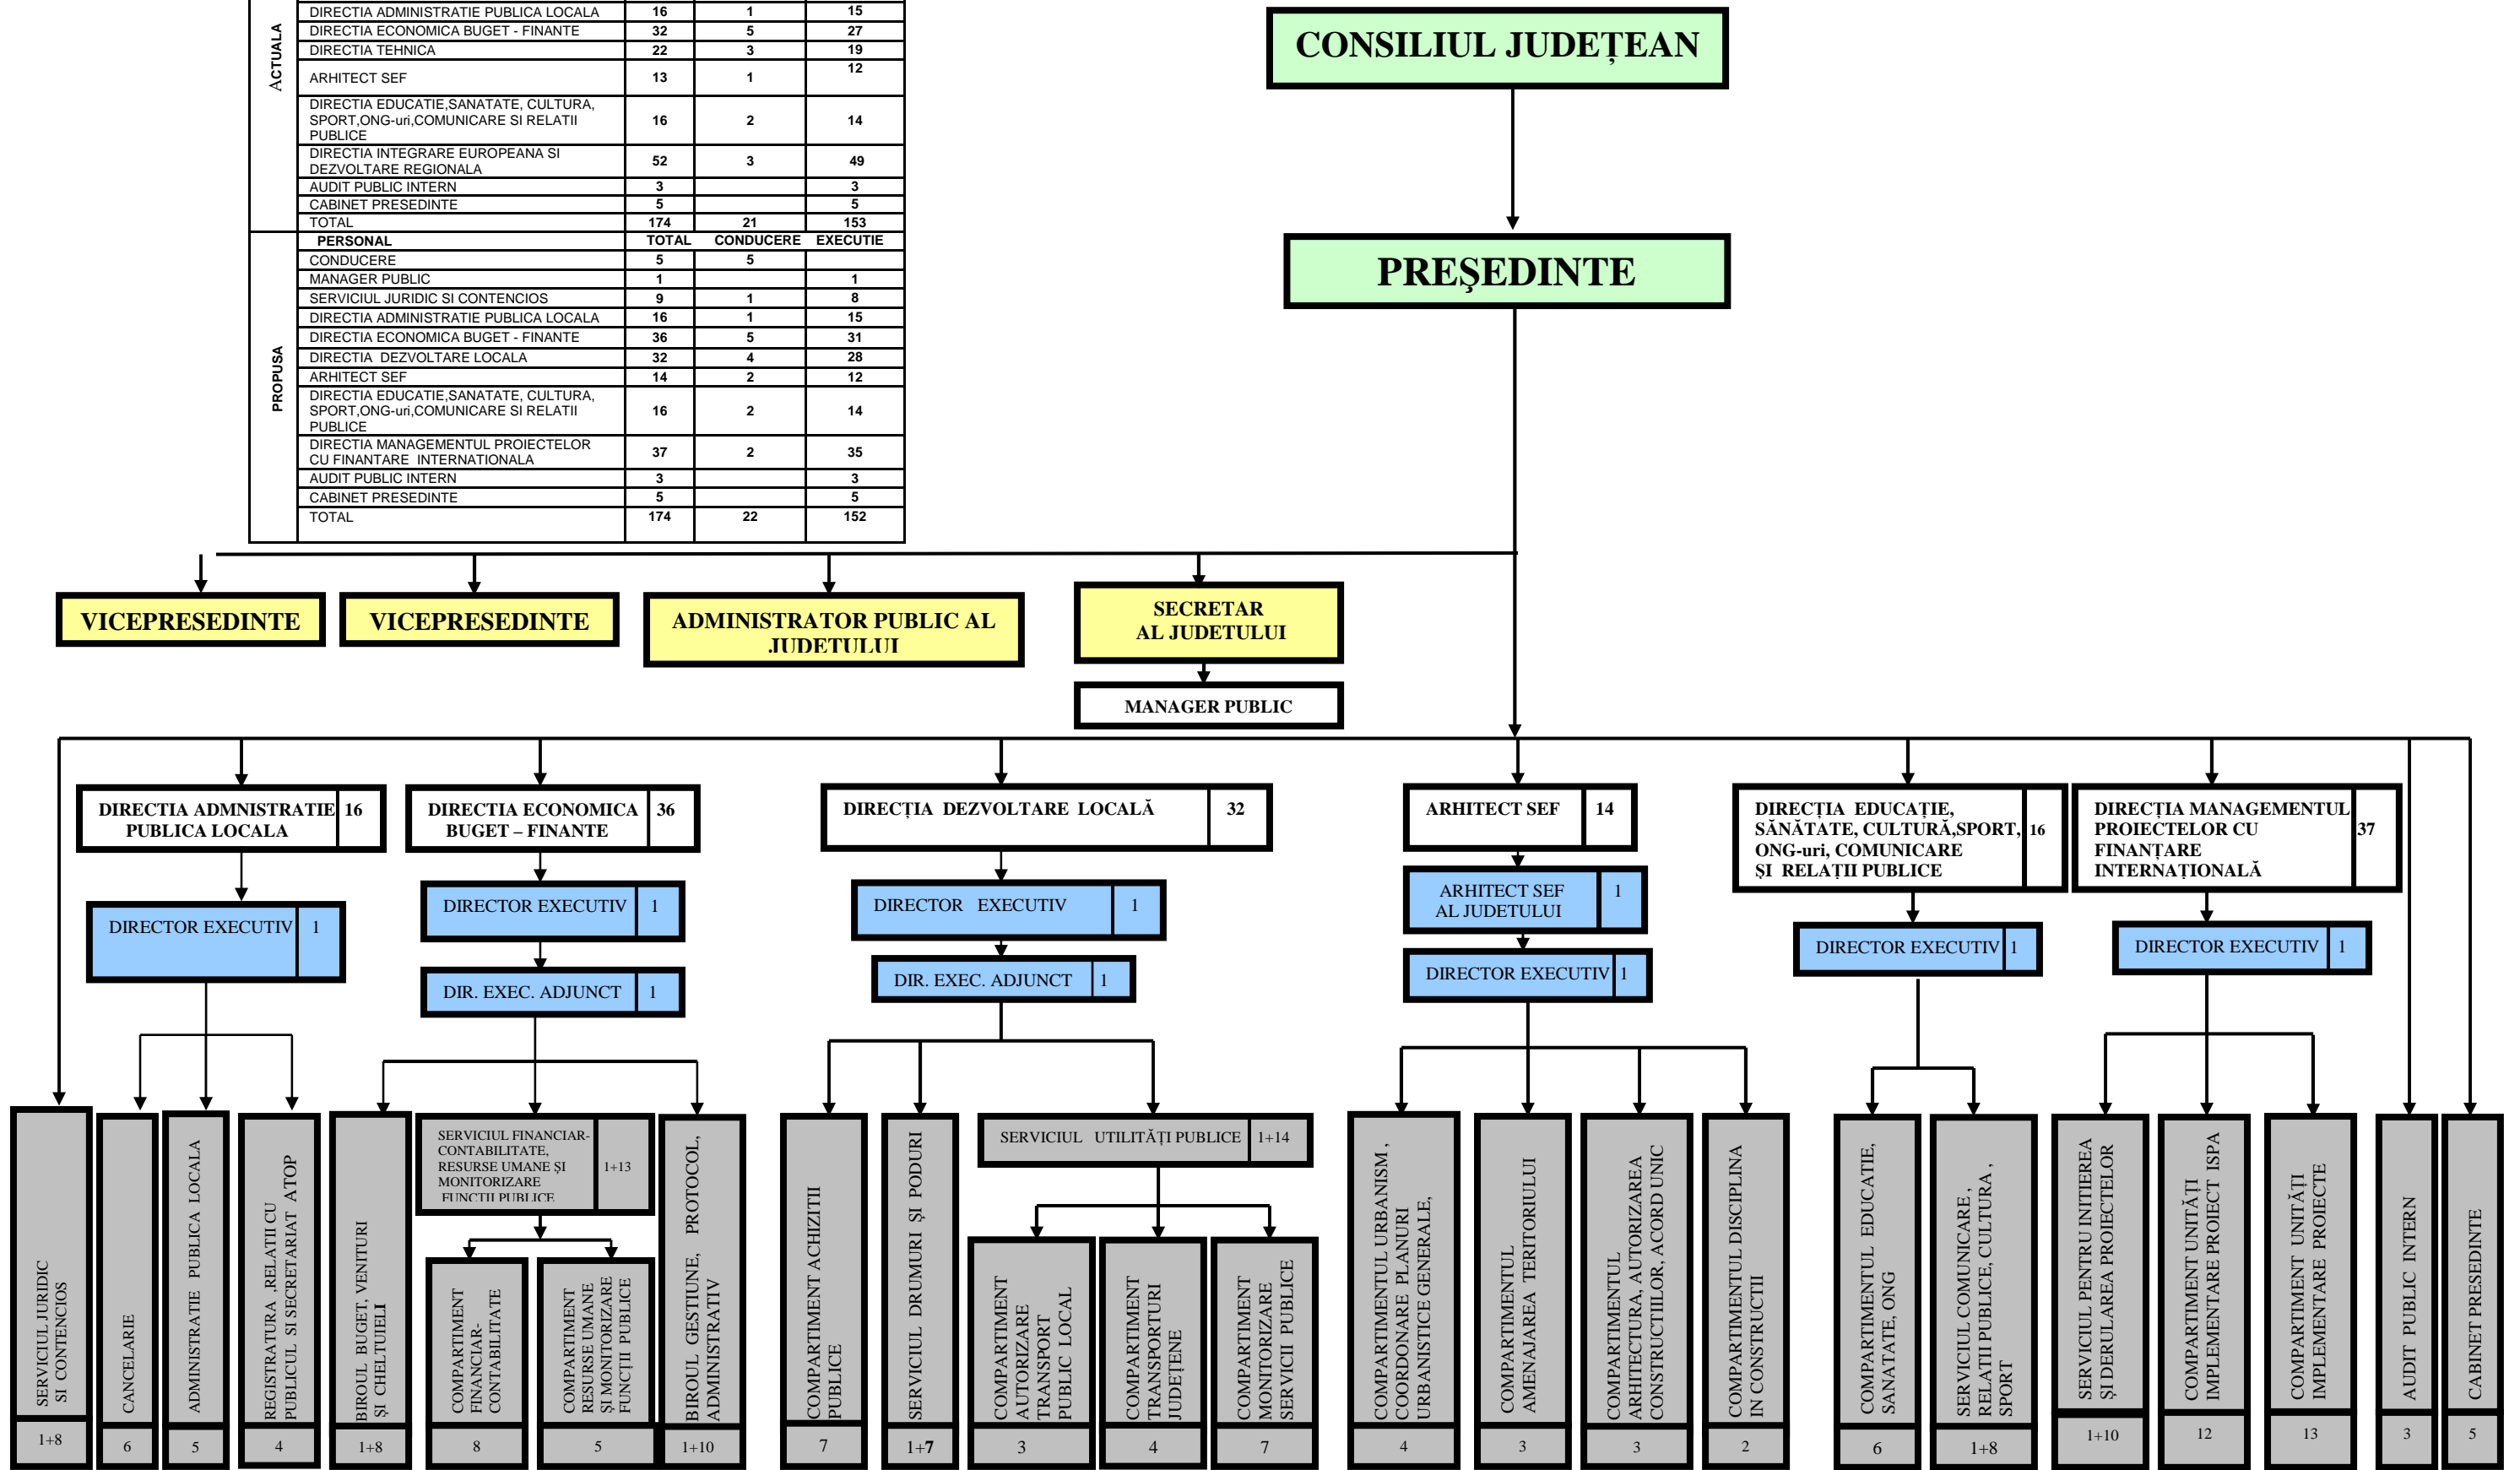 ACTUALA
DIRECTIA ADMINISTRATIE PUBLICA LOCALA 16 1 15
DIRECTIA ECONOMICA BUGET - FINANTE 32 5 27
DIRECTIA TEHNICA 22 3 19
ARHITECT SEF 13 1 12
DIRECTIA EDUCATIE,SANATATE, CULTURA,
SPORT,ONG-uri,COMUNICARE SI RELATII
PUBLICE
16 2 14
DIRECTIA INTEGRARE EUROPEANA SI
DEZVOLTARE REGIONALA
52 3 49
AUDIT PUBLIC INTERN 3 3
CABINET PRESEDINTE 5 5
TOTAL 174 21 153
PROPUSA
PERSONAL TOTAL CONDUCERE EXECUTIE
CONDUCERE 5 5
MANAGER PUBLIC 1 1
SERVICIUL JURIDIC SI CONTENCIOS 9 1 8
DIRECTIA ADMINISTRATIE PUBLICA LOCALA 16 1 15
DIRECTIA ECONOMICA BUGET - FINANTE 36 5 31
DIRECTIA DEZVOLTARE LOCALA 32 4 28
ARHITECT SEF 14 2 12
DIRECTIA EDUCATIE,SANATATE, CULTURA,
SPORT,ONG-uri,COMUNICARE SI RELATII
PUBLICE
16 2 14
DIRECTIA MANAGEMENTUL PROIECTELOR
CU FINANTARE INTERNATIONALA
37 2 35
AUDIT PUBLIC INTERN 3 3
CABINET PRESEDINTE 5 5
TOTAL 174 22 152
CONSILIUL JUDEȚEAN
PREŞEDINTE
VICEPRESEDINTE
VICEPRESEDINTE
ADMINISTRATOR PUBLIC AL
JUDETULUI
SECRETAR
AL JUDETULUI
MANAGER PUBLIC
DIRECTIA ADMNISTRATIE 16
PUBLICA LOCALA
DIRECTIA ECONOMICA 36
BUGET – FINANTE
DIRECȚIA DEZVOLTARE LOCALĂ 32
ARHITECT SEF 14
DIRECȚIA EDUCAȚIE,
SĂNĂTATE, CULTURĂ,SPORT, 16
ONG-uri, COMUNICARE
ȘI RELAȚII PUBLICE
DIRECȚIA MANAGEMENTUL
PROIECTELOR CU 37
FINANȚARE
INTERNAȚIONALĂ
DIRECTOR EXECUTIV 1
DIRECTOR EXECUTIV 1
DIR. EXEC. ADJUNCT 1
DIRECTOR EXECUTIV 1
DIR. EXEC. ADJUNCT 1
ARHITECT SEF 1
AL JUDETULUI
DIRECTOR EXECUTIV 1
DIRECTOR EXECUTIV 1
DIRECTOR EXECUTIV 1
SERVICIUL JURIDIC
SI CONTENCIOS
1+8
CANCELARIE
6
ADMINISTRATIE PUBLICA LOCALA
5
REGISTRATURA ,RELATII CU
PUBLICUL SI SECRETARIAT ATOP
4
BIROUL BUGET, VENITURI
ȘI CHELTUIELI
1+8
SERVICIUL FINANCIAR-
CONTABILITATE,
RESURSE UMANE ȘI 1+13
MONITORIZARE
FUNCȚII PUBLICE
COMPARTIMENT
FINANCIAR-
CONTABILITATE
8
COMPARTIMENT
RESURSE UMANE
ȘI MONITORIZARE
FUNCȚII PUBLICE
5
BIROUL GESTIUNE, PROTOCOL,
ADMINISTRATIV
1+10
COMPARTIMENT ACHIZITII
PUBLICE
7
SERVICIUL DRUMURI ȘI PODURI
1+7
SERVICIUL UTILITĂȚI PUBLICE 1+14
COMPARTIMENT
AUTORIZARE
TRANSPORT
PUBLIC LOCAL
3
COMPARTIMENT
TRANSPORTURI
JUDEȚENE
4
COMPARTIMENT
MONITORIZARE
SERVICII PUBLICE
7
COMPARTIMENTUL URBANISM ,
COORDONARE PLANURI
URBANISTICE GENERALE,
4
COMPARTIMENTUL
AMENAJAREA TERITORIULUI
3
COMPARTIMENTUL
ARHITECTURA, AUTORIZAREA
CONSTRUCTIILOR, ACORD UNIC
3
COMPARTIMENTUL DISCIPLINA
IN CONSTRUCTII
2
COMPARTIMENTUL EDUCATIE,
SANATATE, ONG
6
SERVICIUL COMUNICARE ,
RELATII PUBLICE, CULTURA ,
SPORT
1+8
SERVICIUL PENTRU INITIEREA
ȘI DERULAREA PROIECTELOR
1+10
COMPARTIMENT UNITĂȚI
IMPLEMENTARE PROIECT ISPA
12
COMPARTIMENT UNITĂȚI
IMPLEMENTARE PROIECTE
13
AUDIT PUBLIC INTERN
3
CABINET PRESEDINTE
5